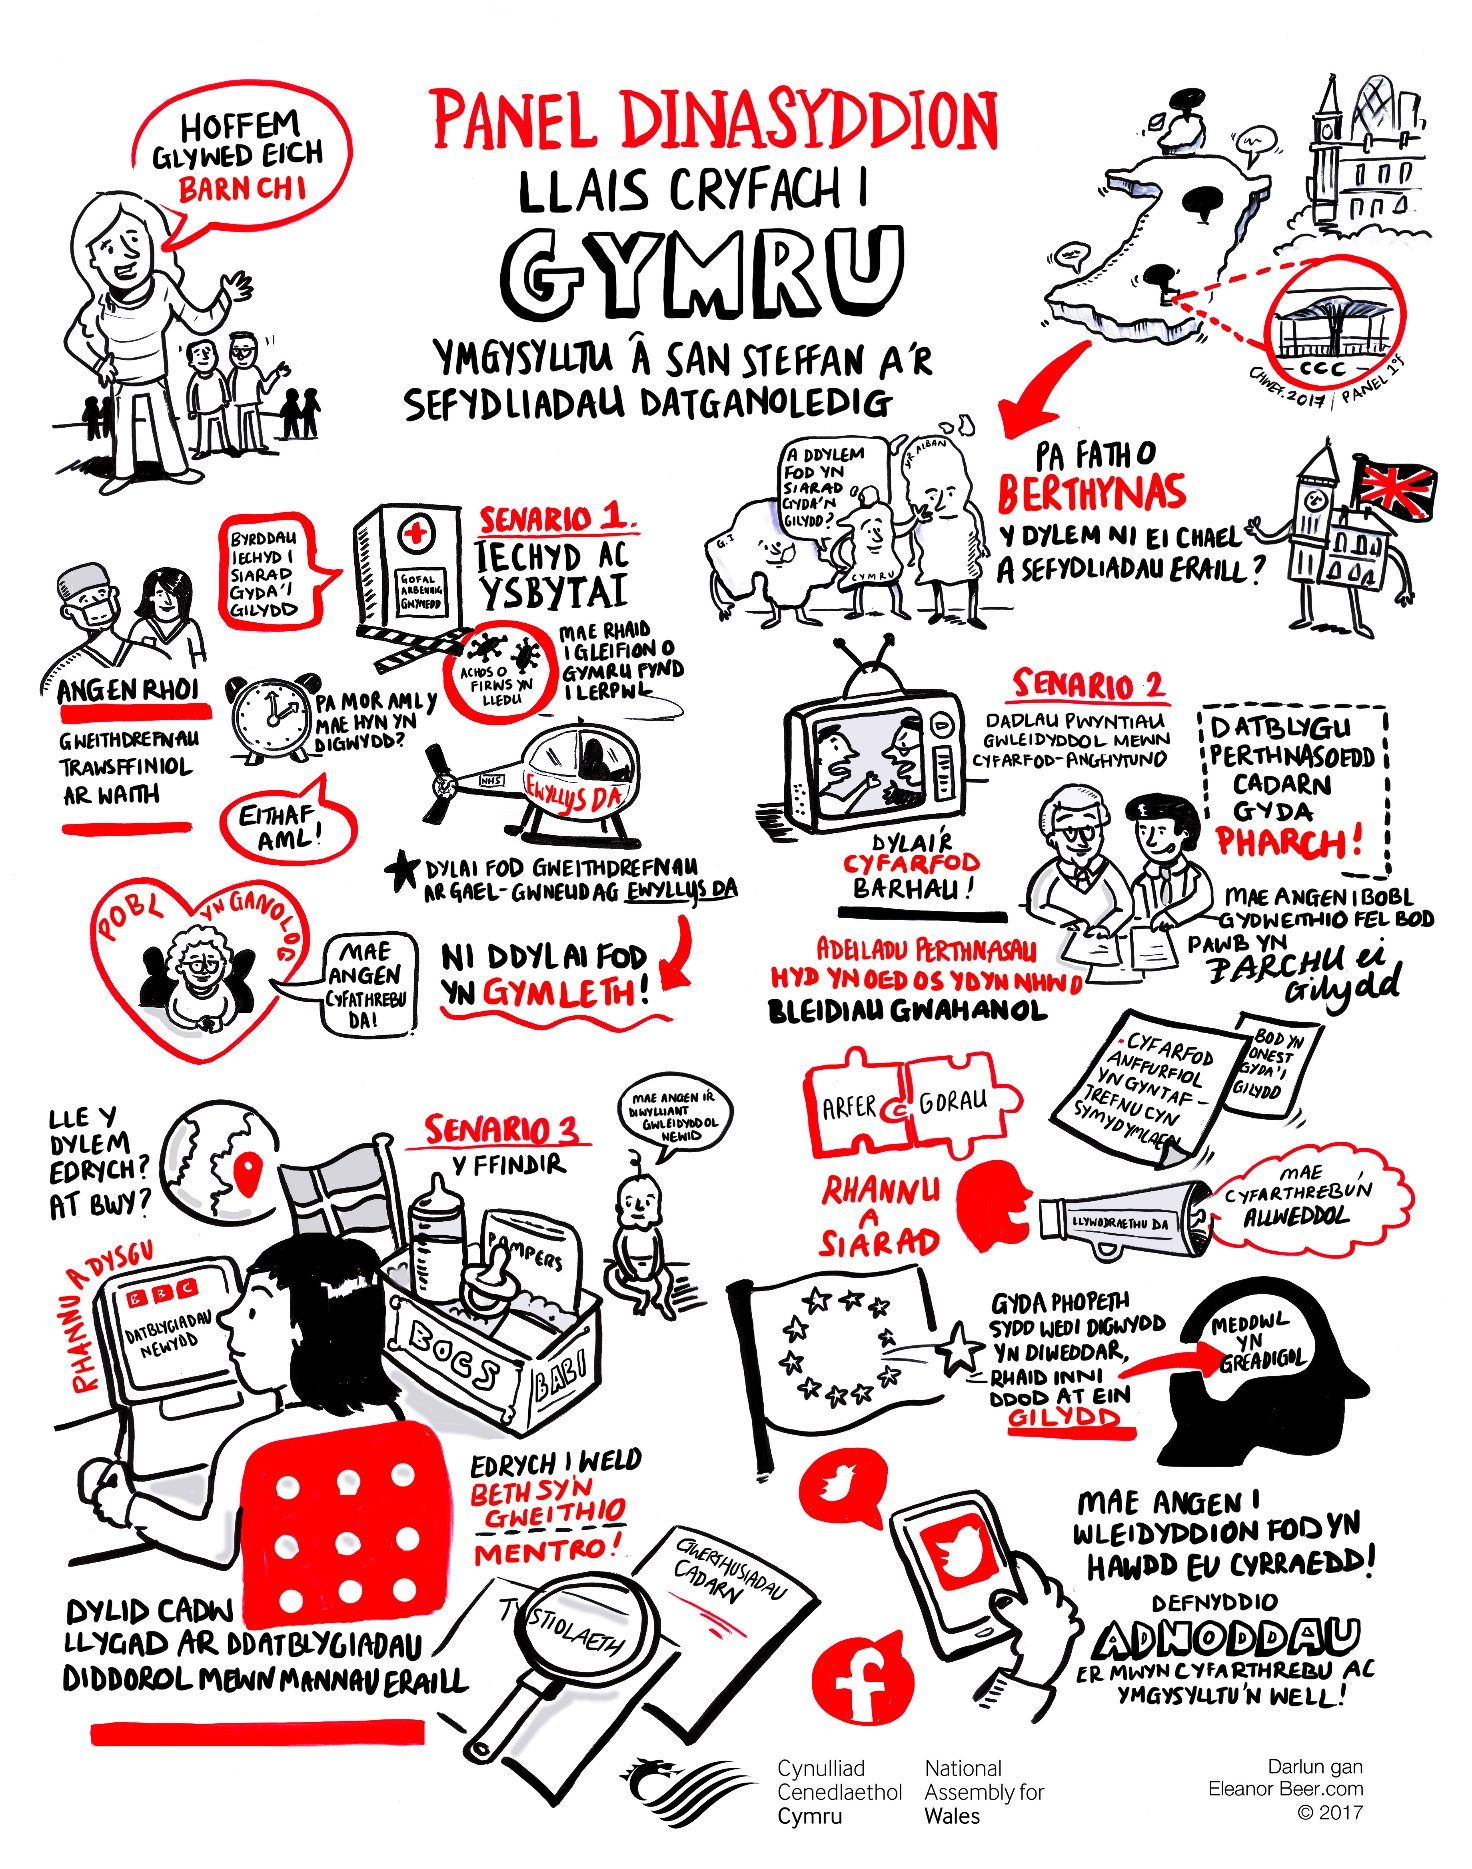 HOFFEM
GLYWED EICH
BARN CHI
PANEL DINASYDDION
LLAIS CRYFACH I
GYMRU
YMGYSYLLTU Â SAN STEFFAN A'R
SEFYDLIADAU DATGANOLEDIG
CCC
CHWEF. 2017 / PANEL 1af
A DDYLEM
FOD YN
SIARAD
GYDA'N
GILYDD?
G.I
CYMRU
YR ALBAN
PA FATH O
BERTHYNAS
Y DYLEM NI EI CHAEL
A SEFYDLIADAU ERAILL?
SENARIO 1.
IECHYD AC
YSBYTAI
BYRDDAU
IECHYD I
SIARAD
GYDA'I
GILYDD
GOFAL
ARBENNIG
GWYNEDD
ACHOS O
FIRWS YN
LLEDU
MAE RHAID
I GLEIFION O
GYMRU FYND
I LERPWL
ANGEN RHOI
GWEITHDREFNAU
TRAWSFFINIOL
AR WAITH
PA MOR AML Y
MAE HYN YN
DIGWYDD?
EITHAF
AML!
NHS
EWYLLYS DA
DYLAI FOD GWEITHDREFNAU
AR GAEL - GWNEUD AG EWYLLYS DA
POBL YN GANOLOG
MAE
ANGEN
CYFATHREBU
DA!
NI DDYLAI FOD
YN GYMLETH!
SENARIO 2
DADLAU PWYNTIAU
GWLEIDYDDOL MEWN
CYFARFOD-ANGHYTUNO
DYLAI'R
CYFARFOD
BARHAU!
DATBLYGU
PERTHNASOEDD
CADARN
GYDA
PHARCH!
MAE ANGEN I BOBL
GYDWEITHIO FEL BOD
PAWB YN
PARCHU ei
Gilydd
ADEILADU PERTHNASAU
HYD YN OED OS YDYN NHW O
BLEIDIAU GWAHANOL
CYFARFOD
ANFFURFIOL
YN GYNTAF -
TREFNU CYN
SYMYD YMLAEN
BOD YN
ONEST
GYDA'I
GILYDD
ARFER GORAU
RHANNU
A
SIARAD
LLYWODRAETHU DA
MAE
CYFARTHREBU'N
ALLWEDDOL
LLE Y
DYLEM
EDRYCH?
AT BWY?
SENARIO 3
Y FFINDIR
MAE ANGEN I'R
DIWYLLIANT
GWLEIDYDDOL
NEWID
RHANNU A DYSGU
BBC
DATBLYGIADAU
NEWYDD
PAMPERS
BOCS BABI
GYDA PHOPETH
SYDD WEDI DIGWYDD
YN DIWEDDAR,
RHAID INNI
DDOD AT EIN
GILYDD
MEDDWL
YN
GREADIGOL
EDRYCH I WELD
BETH SY'N
GWEITHIO
MENTRO!
TYSTIOLAETH
GWERTHUSIADAU
CADARN
DYLID CADW
LLYGAD AR DDATBLYGIADAU
DIDDOROL MEWN MANNAU ERAILL
MAE ANGEN I
WLEIDYDDION FOD YN
HAWDD EU CYRRAEDD!
DEFNYDDIO
ADNODDAU
ER MWYN CYFARTHREBU AC
YMGYSYLLTU'N WELL!
Cynulliad
Cenedlaethol
Cymru
National
Assembly for
Wales
Darlun gan
Eleanor Beer.com
© 2017